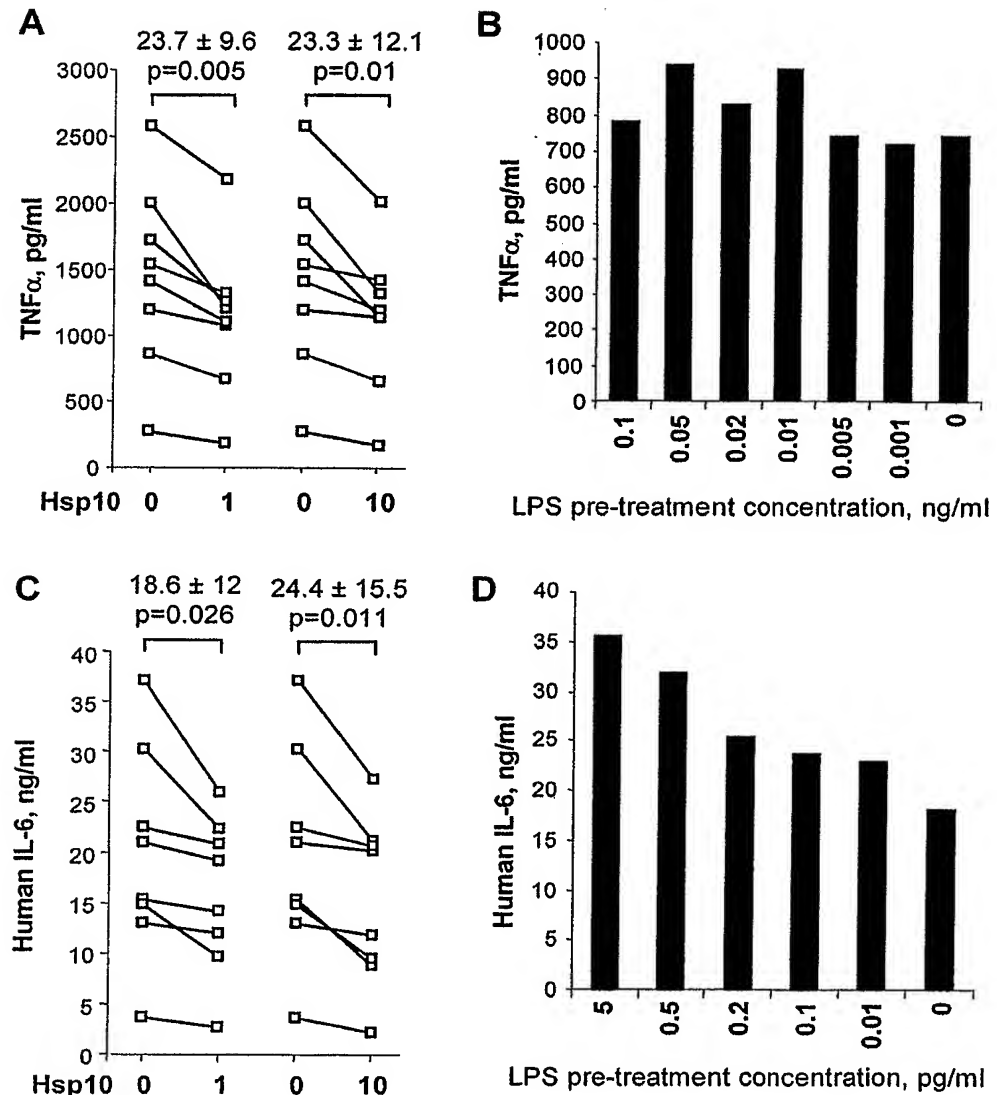 A
23.7 ± 9.6
23.3 ± 12.1
p=0.005
p=0.01
3000
2500
2000
1500
1000
500
0
TNFα, pg/ml
Hsp10 0 1 0 10
B
1000
900
800
700
600
500
400
300
200
100
0
TNFα, pg/ml
0.1
0.05
0.02
0.01
0.005
0.001
0
LPS pre-treatment concentration, ng/ml
C
18.6 ± 12
24.4 ± 15.5
p=0.026
p=0.011
40
35
30
25
20
15
10
5
0
Human IL-6, ng/ml
Hsp10 0 1 0 10
D
40
35
30
25
20
15
10
5
0
Human IL-6, ng/ml
5
0.5
0.2
0.1
0.01
0
LPS pre-treatment concentration, pg/ml